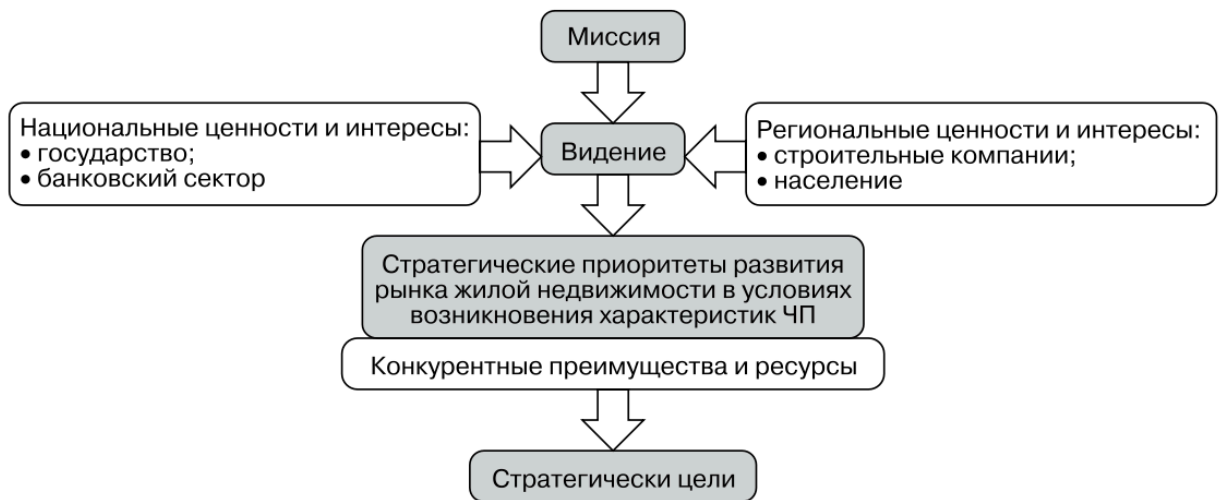 Миссия
Национальные ценности и интересы:
• государство;
• банковский сектор
Видение
Региональные ценности и интересы:
• строительные компании;
• население
Стратегические приоритеты развития
рынка жилой недвижимости в условиях
возникновения характеристик ЧП
Конкурентные преимущества и ресурсы
Стратегически цели